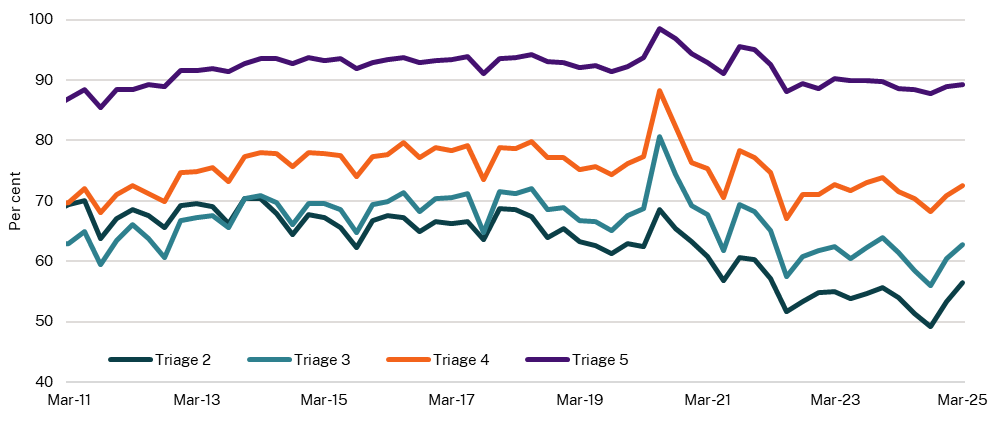 100
90
80
70
60
50
40
Per cent
Triage 2
Triage 3
Triage 4
Triage 5
Mar-11
Mar-13
Mar-15
Mar-17
Mar-19
Mar-21
Mar-23
Mar-25